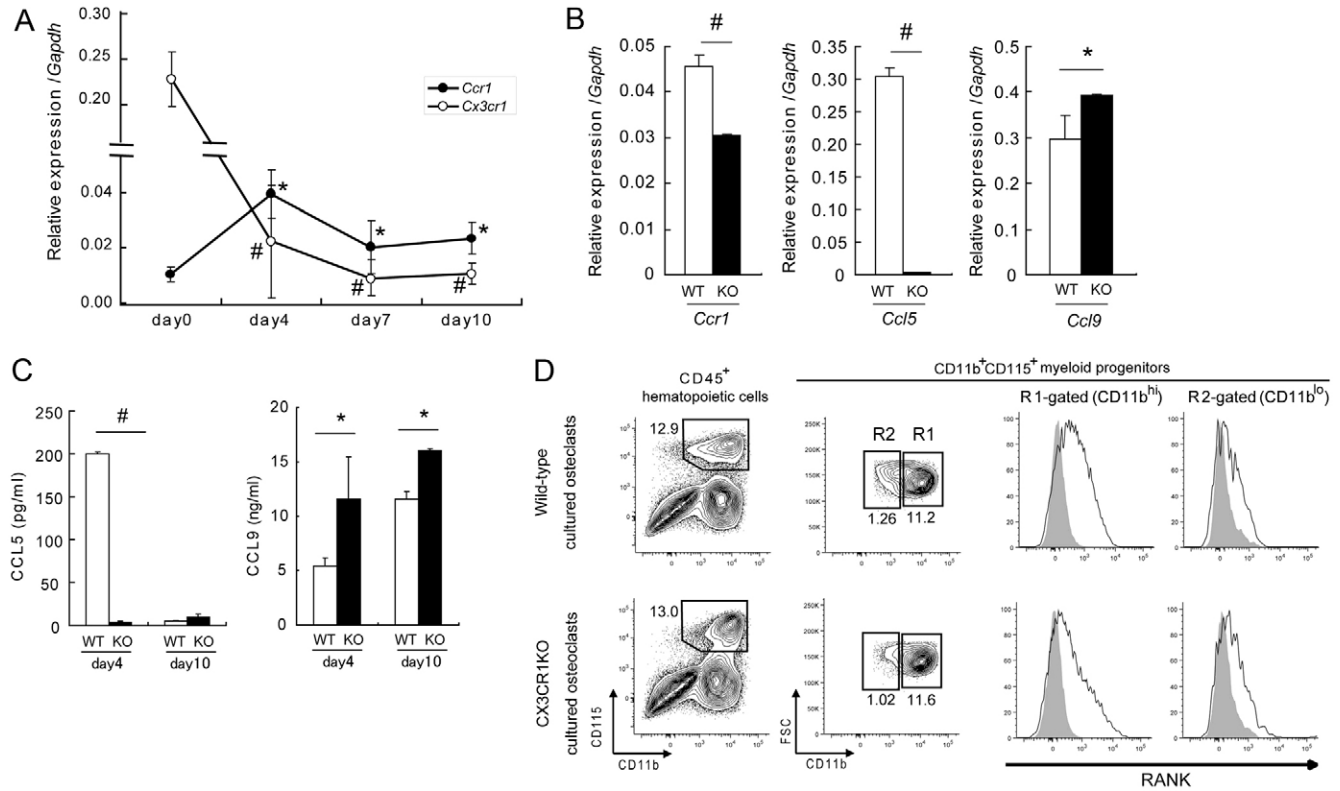 A
Relative expression /Gapdh
0.30
0.20
0.04
0.02
0.00
Ccr1
Cx3cr1
*
*
*
#
#
#
day0 day4 day7 day10
B
Relative expression /Gapdh
0.05
0.04
0.03
0.02
0.01
0
#
WT KO
Ccr1
Relative expression /Gapdh
0.35
0.30
0.25
0.20
0.15
0.10
0.05
0
#
WT KO
Ccl5
Relative expression /Gapdh
0.5
0.4
0.3
0.2
0.1
0
*
WT KO
Ccl9
C
CCL5 (pg/ml)
250
200
150
100
50
0
#
WT KO WT KO
day4 day10
CCL9 (ng/ml)
20
15
10
5
0
* *
WT KO WT KO
day4 day10
D
CD45+
hematopoietic cells
CD11b+CD115+ myeloid progenitors
R1-gated (CD11bhi) R2-gated (CD11blo)
Wild-type
cultured osteclasts
12.9
R2 R1
1.26 11.2
CX3CR1KO
cultured osteoclasts
13.0
1.02 11.6
CD115
CD11b
FSC
CD11b
RANK